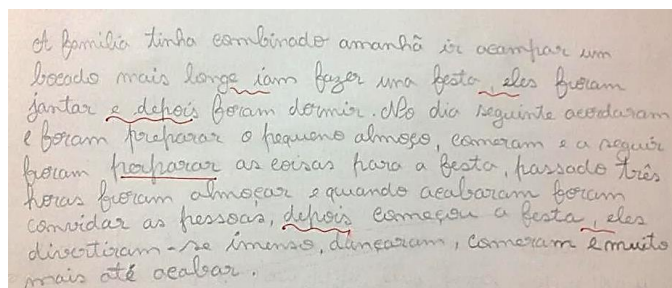 A família tinha combinado amanhã ir acampar um
bocado mais longe iam fazer uma festa, eles foram
jantar e depois foram dormir. No dia seguinte acordaram
e foram preparar o pequeno almoço, comeram e a seguir
foram preparar as coisas para a festa, passado três
horas foram almoçar e quando acabaram foram
convidar as pessoas, depois começou a festa, eles
divertiram-se imenso, dançaram, comeram e muito
mais até acabar.